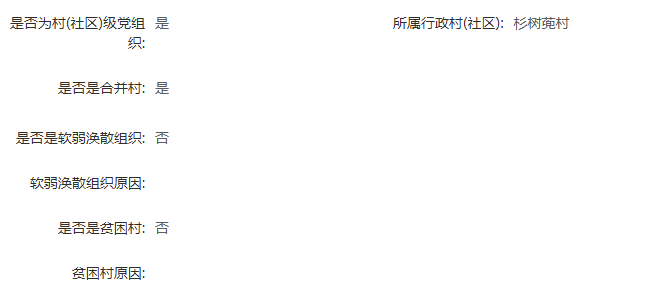 是否为村(社区)级党组织: 是
所属行政村(社区): 杉树蔸村
是否是合并村: 是
是否是软弱涣散组织: 否
软弱涣散组织原因:
是否是贫困村: 否
贫困村原因: